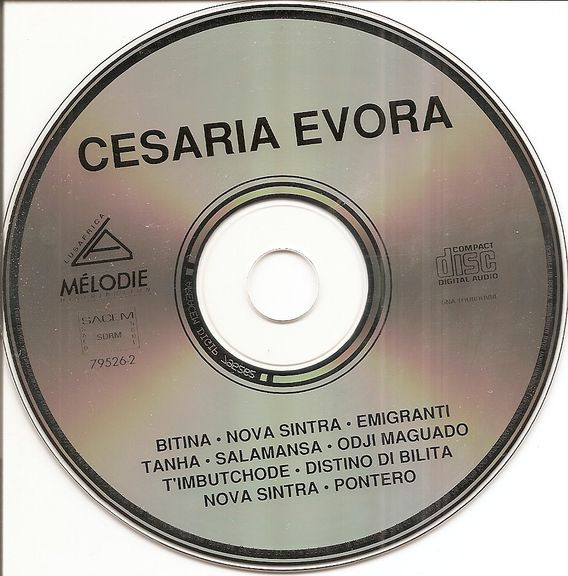 CESARIA EVORA
LUSAFRICA
MÉLODIE
DISTRIBUTION
SACEM
SDRM
79526-2
COMPACT
disc
DIGITAL AUDIO
BITINA • NOVA SINTRA • EMIGRANTI
TANHA • SALAMANSA • ODJI MAGUADO
T'IMBUTCHODE • DISTINO DI BILITA
NOVA SINTRA • PONTERO